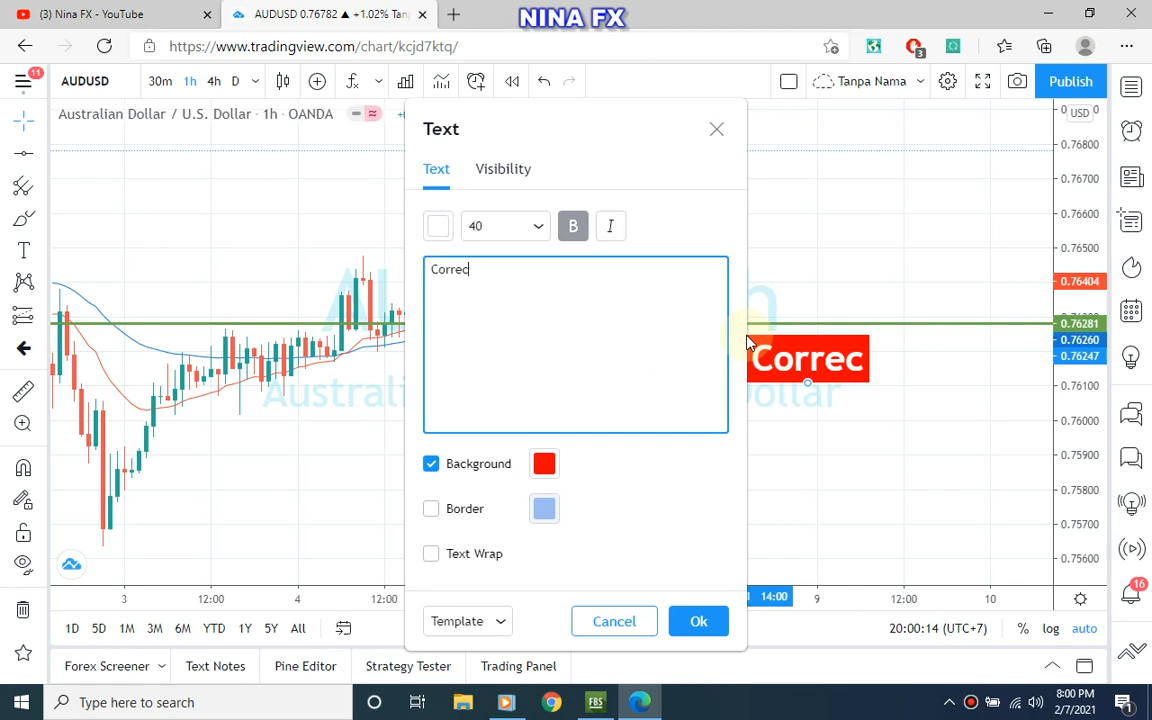 (3) Nina FX - YouTube
AUDUSD 0.76782 ▲ +1.02% Tan
NINA FX
https://www.tradingview.com/chart/kcjd7ktq/
3
11
AUDUSD
30m 1h 4h D
Tanpa Nama
Publish
Australian Dollar / U.S. Dollar · 1h · OANDA
USD
Text
Text Visibility
40 B I
Correc
Correc
Background
Border
Text Wrap
Template Cancel Ok
0.76800
0.76700
0.76600
0.76500
0.76404
0.76281
0.76260
0.76247
0.76100
0.76000
0.75900
0.75800
0.75700
0.75600
3 12:00 4 12:00 14:00 9 12:00 10
1D 5D 1M 3M 6M YTD 1Y 5Y All
20:00:14 (UTC+7) % log auto
16
Forex Screener Text Notes Pine Editor Strategy Tester Trading Panel
Type here to search
FBS
8:00 PM
2/7/2021
1